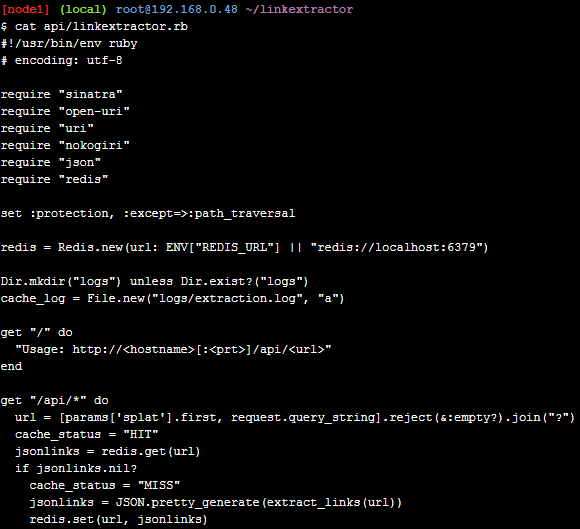 [node1] (local) root@192.168.0.48 ~/linkextractor
$ cat api/linkextractor.rb
#!/usr/bin/env ruby
# encoding: utf-8

require "sinatra"
require "open-uri"
require "uri"
require "nokogiri"
require "json"
require "redis"

set :protection, :except=>:path_traversal

redis = Redis.new(url: ENV["REDIS_URL"] || "redis://localhost:6379")

Dir.mkdir("logs") unless Dir.exist?("logs")
cache_log = File.new("logs/extraction.log", "a")

get "/" do
  "Usage: http://<hostname>[:<prt>]/api/<url>"
end

get "/api/*" do
  url = [params['splat'].first, request.query_string].reject(&:empty?).join("?")
  cache_status = "HIT"
  jsonlinks = redis.get(url)
  if jsonlinks.nil?
    cache_status = "MISS"
    jsonlinks = JSON.pretty_generate(extract_links(url))
    redis.set(url, jsonlinks)